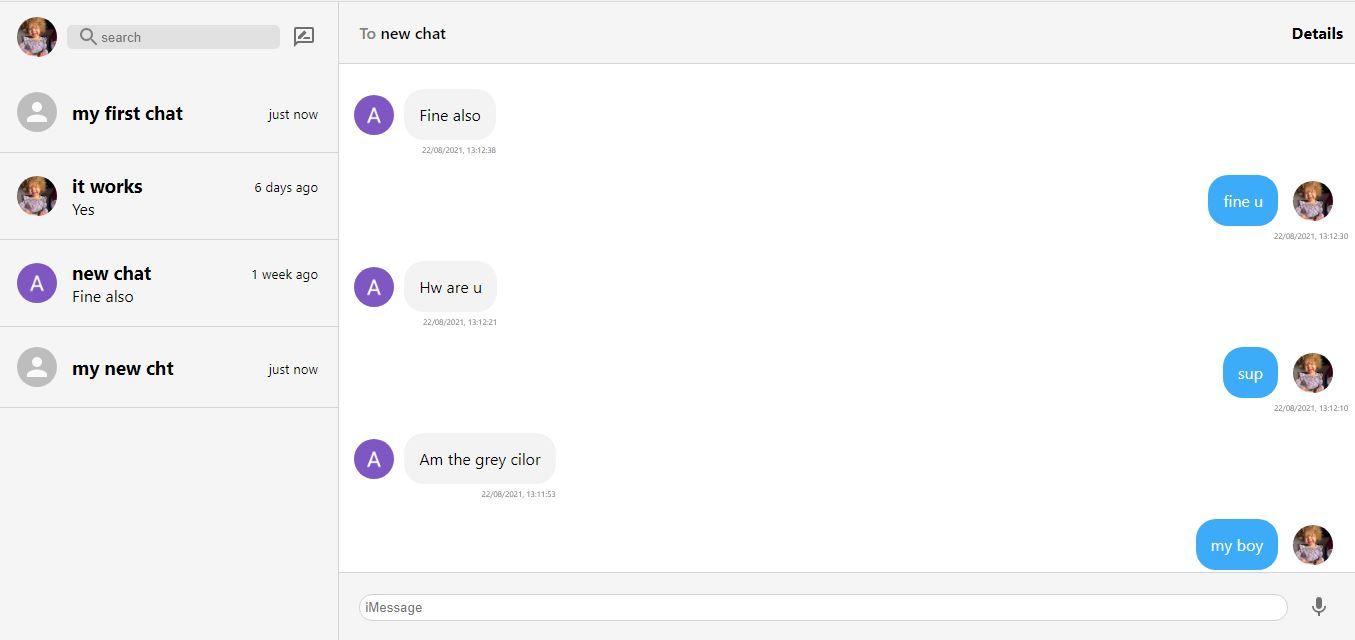 search
my first chat
just now
it works
6 days ago
Yes
A
new chat
1 week ago
Fine also
my new cht
just now
To new chat
Details
A
Fine also
22/08/2021, 13:12:38
fine u
22/08/2021, 13:12:30
A
Hw are u
22/08/2021, 13:12:21
sup
22/08/2021, 13:12:10
A
Am the grey cilor
22/08/2021, 13:11:53
my boy
iMessage